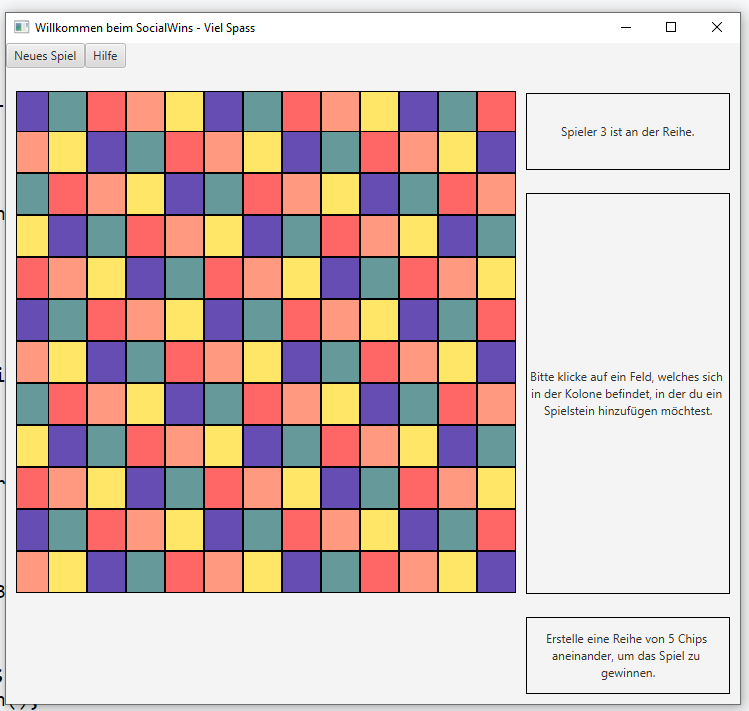 Willkommen beim SocialWins - Viel Spass
Neues Spiel Hilfe
Spieler 3 ist an der Reihe.
Bitte klicke auf ein Feld, welches sich
in der Kolone befindet, in der du ein
Spielstein hinzufügen möchtest.
Erstelle eine Reihe von 5 Chips
aneinander, um das Spiel zu
gewinnen.